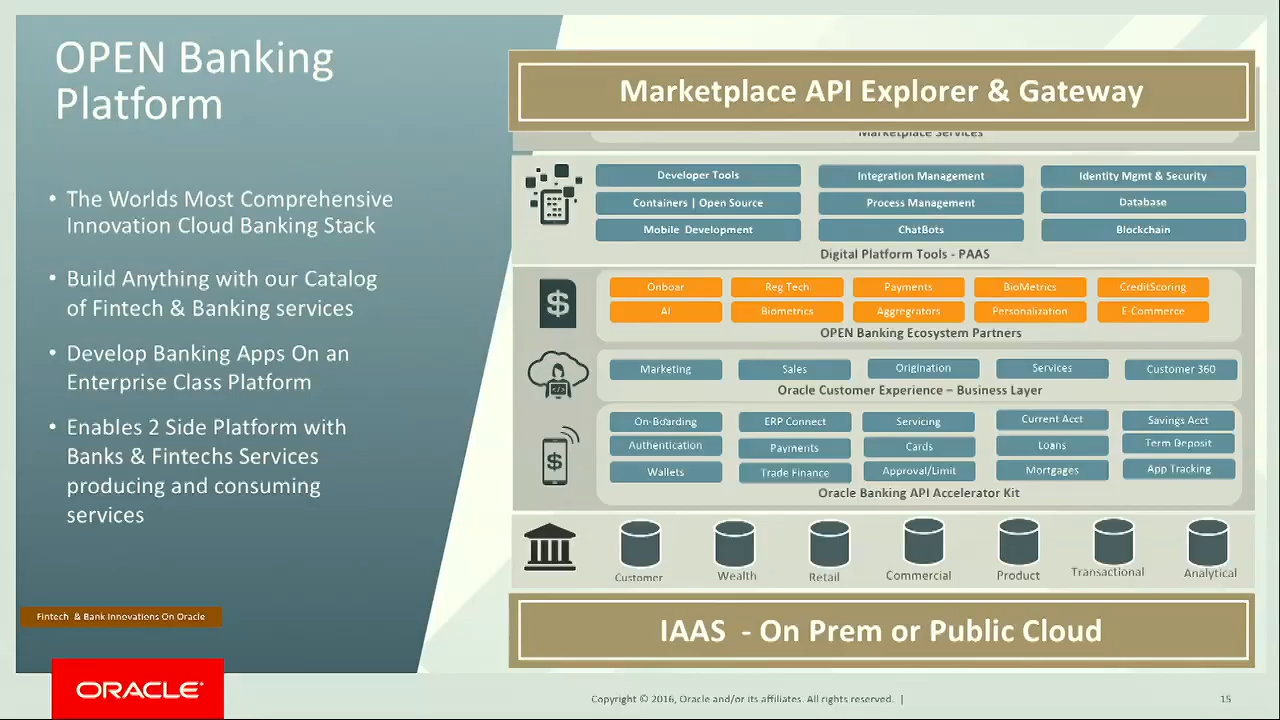 OPEN Banking
Platform
• The Worlds Most Comprehensive
Innovation Cloud Banking Stack
• Build Anything with our Catalog
of Fintech & Banking services
• Develop Banking Apps On an
Enterprise Class Platform
• Enables 2 Side Platform with
Banks & Fintechs Services
producing and consuming
services
Fintech & Bank Innovations On Oracle
ORACLE®
Marketplace API Explorer & Gateway
Marketplace Services
Developer Tools Integration Management Identity Mgmt & Security
Containers | Open Source Process Management Database
Mobile Development ChatBots Blockchain
Digital Platform Tools - PAAS
$
Onboar Reg Tech Payments BioMetrics CreditScoring
AI Biometrics Aggregrators Personalization E-Commerce
OPEN Banking Ecosystem Partners
Marketing Sales Origination Services Customer 360
Oracle Customer Experience – Business Layer
$
On-Boarding ERP Connect Servicing Current Acct Savings Acct
Authentication Payments Cards Loans Term Deposit
Wallets Trade Finance Approval/Limit Mortgages App Tracking
Oracle Banking API Accelerator Kit
Customer Wealth Retail Commercial Product Transactional Analytical
IAAS - On Prem or Public Cloud
Copyright © 2016, Oracle and/or its affiliates. All rights reserved. |
15